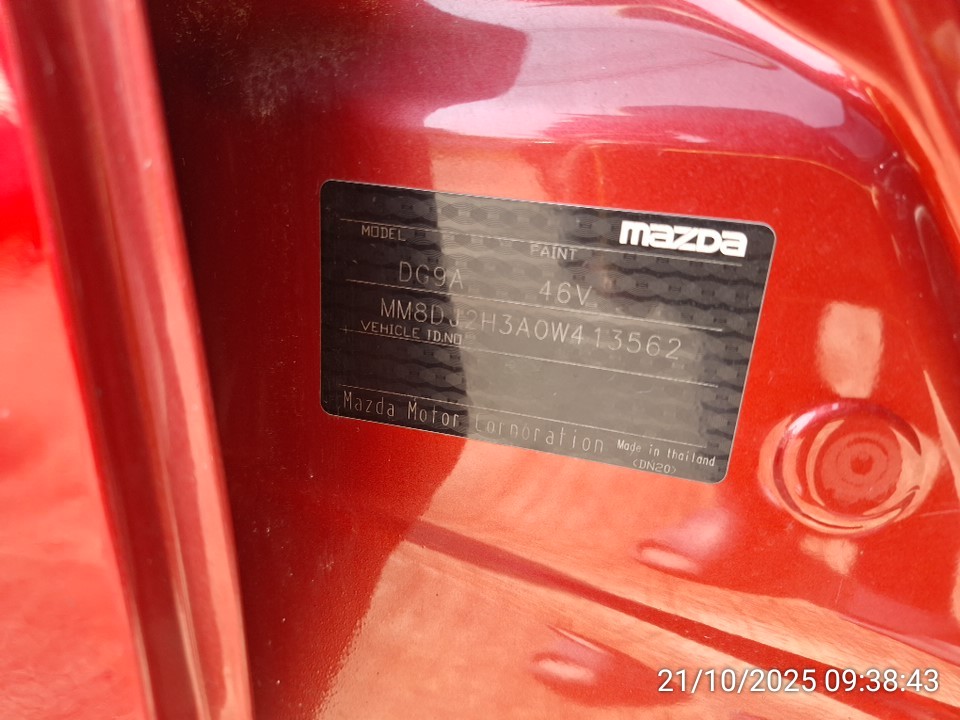 mazda
MODEL PAINT
DG9A 46V.
MM8DJ2H3A0W413562
VEHICLE ID.NO
Mazda Motor Cornoration Made in thailand
<DN20>
21/10/2025 09:38:43